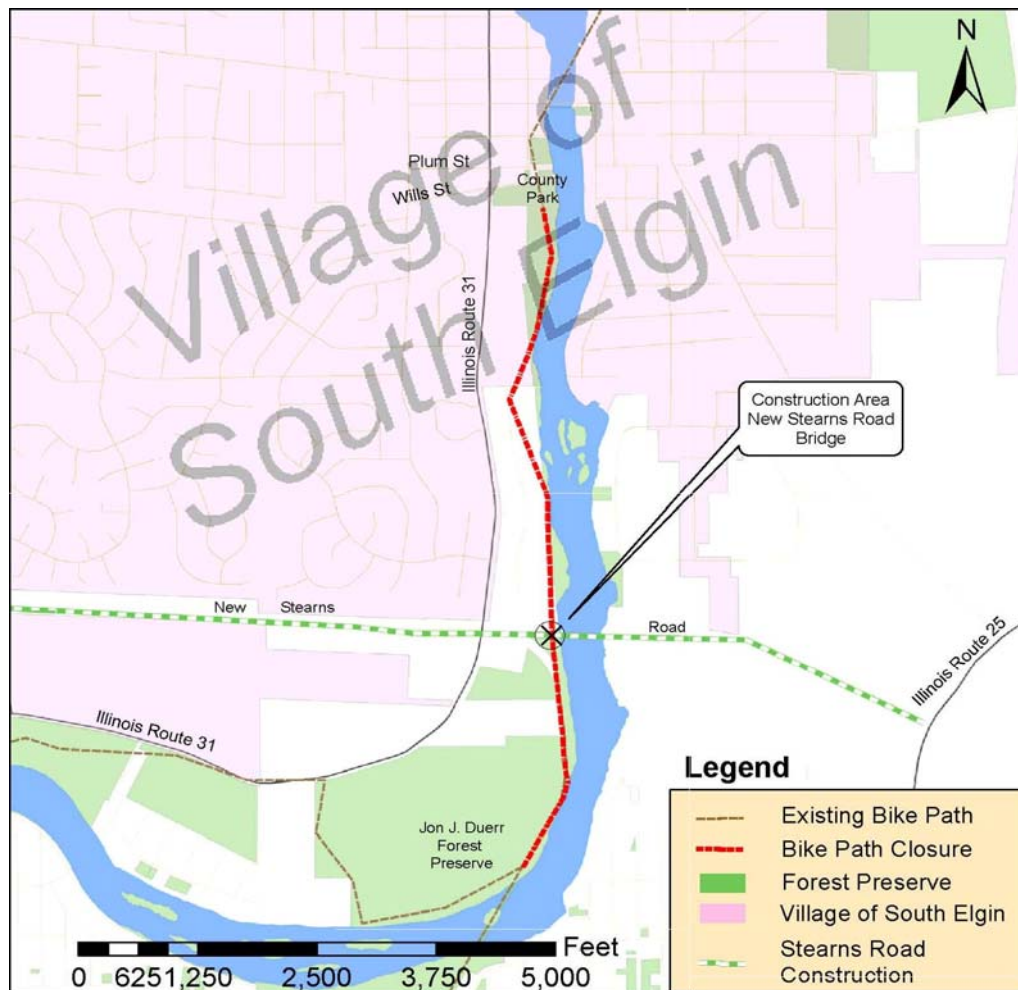 N
Village of
South Elgin
Plum St
Wills St
County
Park
Illinois Route 31
Construction Area
New Stearns Road
Bridge
New Stearns
Road
Illinois Route 25
Illinois Route 31
Jon J. Duerr
Forest
Preserve
Legend
Existing Bike Path
Bike Path Closure
Forest Preserve
Village of South Elgin
Stearns Road
Construction
Feet
0 625 1,250 2,500 3,750 5,000